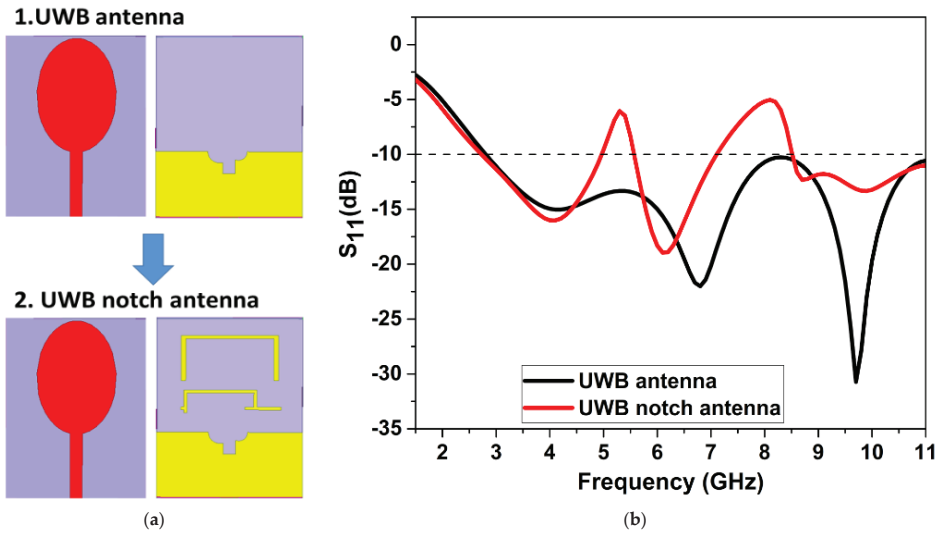 1.UWB antenna
2. UWB notch antenna
(a)
0
-5
-10
-15
-20
-25
-30
-35
S11(dB)
UWB antenna
UWB notch antenna
2 3 4 5 6 7 8 9 10 11
Frequency (GHz)
(b)